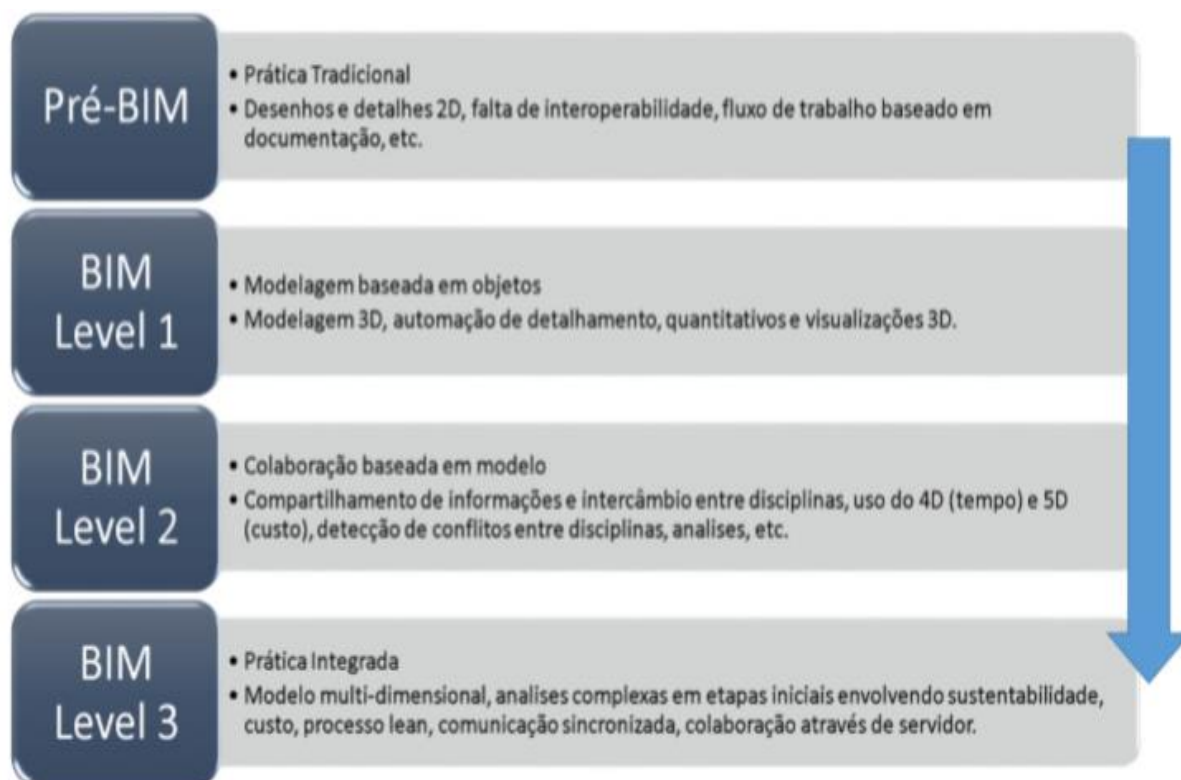 Pré-BIM
• Prática Tradicional
• Desenhos e detalhes 2D, falta de interoperabilidade, fluxo de trabalho baseado em
documentação, etc.
BIM
Level 1
• Modelagem baseada em objetos
• Modelagem 3D, automação de detalhamento, quantitativos e visualizações 3D.
BIM
Level 2
• Colaboração baseada em modelo
• Compartilhamento de informações e intercâmbio entre disciplinas, uso do 4D (tempo) e 5D
(custo), detecção de conflitos entre disciplinas, analises, etc.
BIM
Level 3
• Prática Integrada
• Modelo multi-dimensional, analises complexas em etapas iniciais envolvendo sustentabilidade,
custo, processo lean, comunicação sincronizada, colaboração através de servidor.